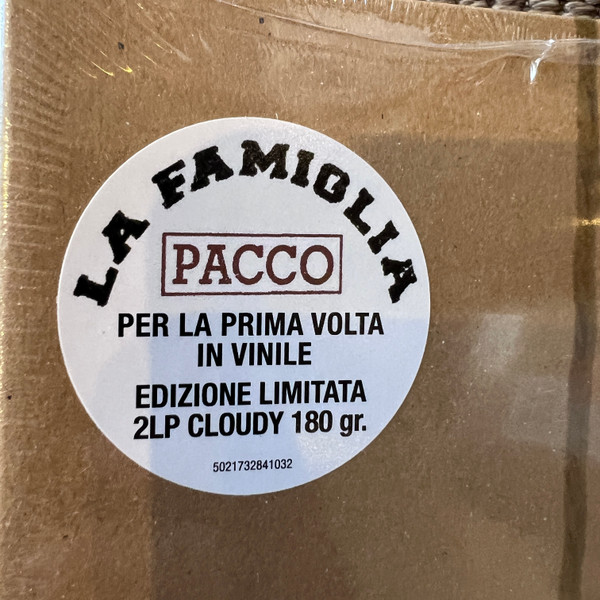 LA FAMIGLIA
PACCO
PER LA PRIMA VOLTA
IN VINILE
EDIZIONE LIMITATA
2LP CLOUDY 180 gr.
5021732841032